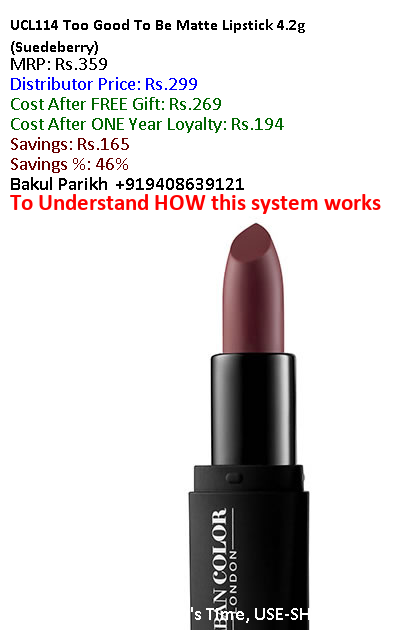 UCL114 Too Good To Be Matte Lipstick 4.2g
(Suedeberry)
MRP: Rs.359
Distributor Price: Rs.299
Cost After FREE Gift: Rs.269
Cost After ONE Year Loyalty: Rs.194
Savings: Rs.165
Savings %: 46%
Bakul Parikh +919408639121
To Understand HOW this system works
BAN COLOR
LONDON
's Time, USE-SH